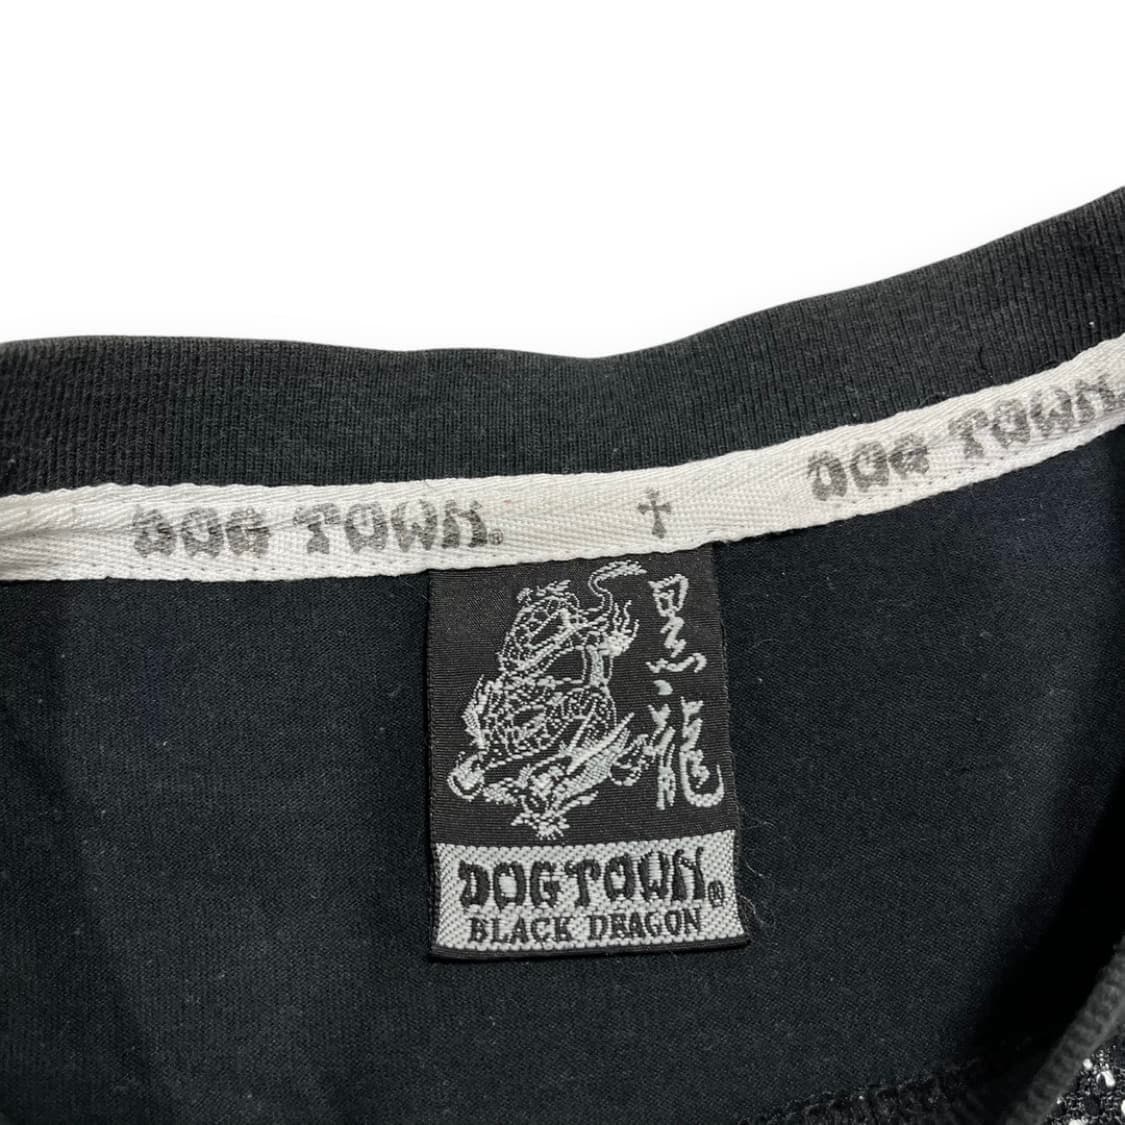 DOG TOWN® † DOG TOWN
黒龍
DOG TOWN®
BLACK DRAGON